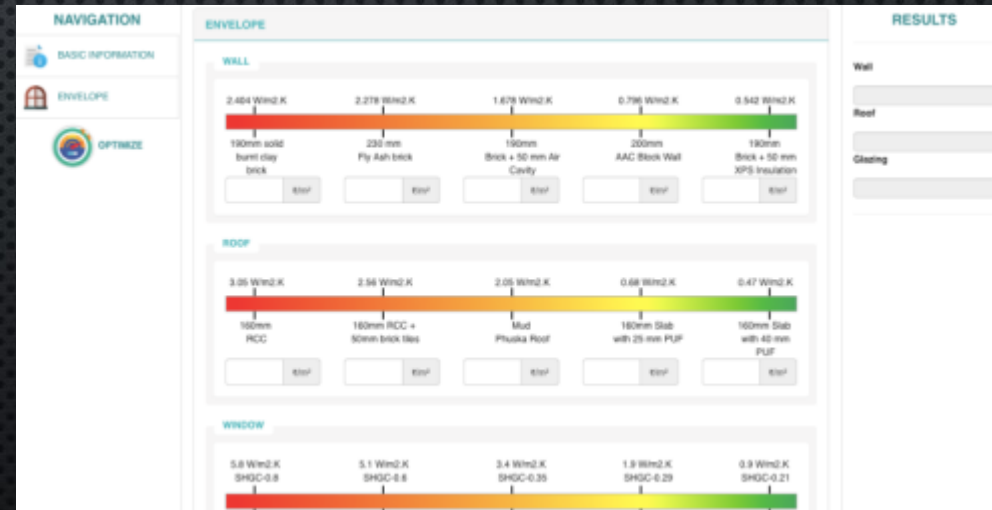 NAVIGATION
BASIC INFORMATION
ENVELOPE
OPTIMIZE
ENVELOPE
WALL
2.404 W/m2.K 2.278 W/m2.K 1.678 W/m2.K 0.796 W/m2.K 0.542 W/m2.K
190mm solid 230 mm 190mm 200mm 190mm
burnt clay Fly Ash brick Brick + 50 mm Air AAC Block Wall Brick + 50 mm
brick Cavity XPS Insulation
ROOF
3.05 W/m2.K 2.56 W/m2.K 2.05 W/m2.K 0.68 W/m2.K 0.47 W/m2.K
160mm 160mm RCC + Mud 160mm Slab 160mm Slab
RCC 50mm brick tiles Phuska Roof with 25 mm PUF with 40 mm
PUF
WINDOW
5.8 W/m2.K 5.1 W/m2.K 3.4 W/m2.K 1.9 W/m2.K 0.9 W/m2.K
SHGC-0.8 SHGC-0.6 SHGC-0.35 SHGC-0.29 SHGC-0.21
RESULTS
Wall
Roof
Glazing